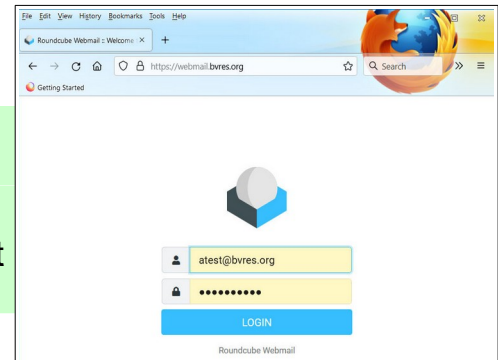 File Edit View History Bookmarks Tools Help
Roundcube Webmail :: Welcome × +
https://webmail.bvres.org Search
Getting Started
t
atest@bvres.org
••••••••••
LOGIN
Roundcube Webmail